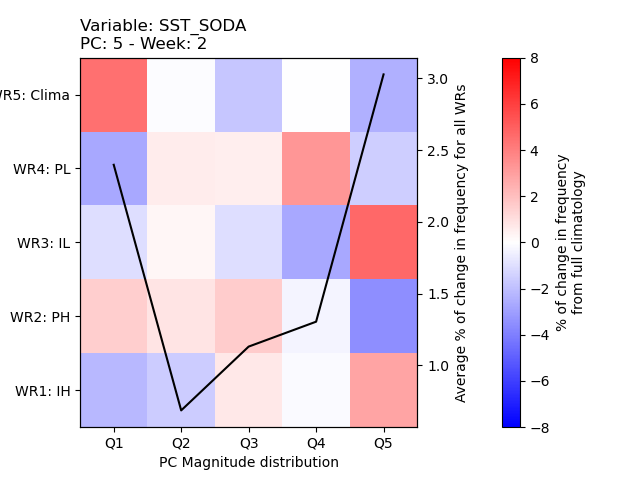 Variable: SST_SODA
PC: 5 - Week: 2
WR5: Clima
WR4: PL
WR3: IL
WR2: PH
WR1: IH
Q1 Q2 Q3 Q4 Q5
PC Magnitude distribution
3.0
2.5
2.0
1.5
1.0
Average % of change in frequency for all WRs
8
6
4
2
0
−2
−4
−6
−8
% of change in frequency
from full climatology